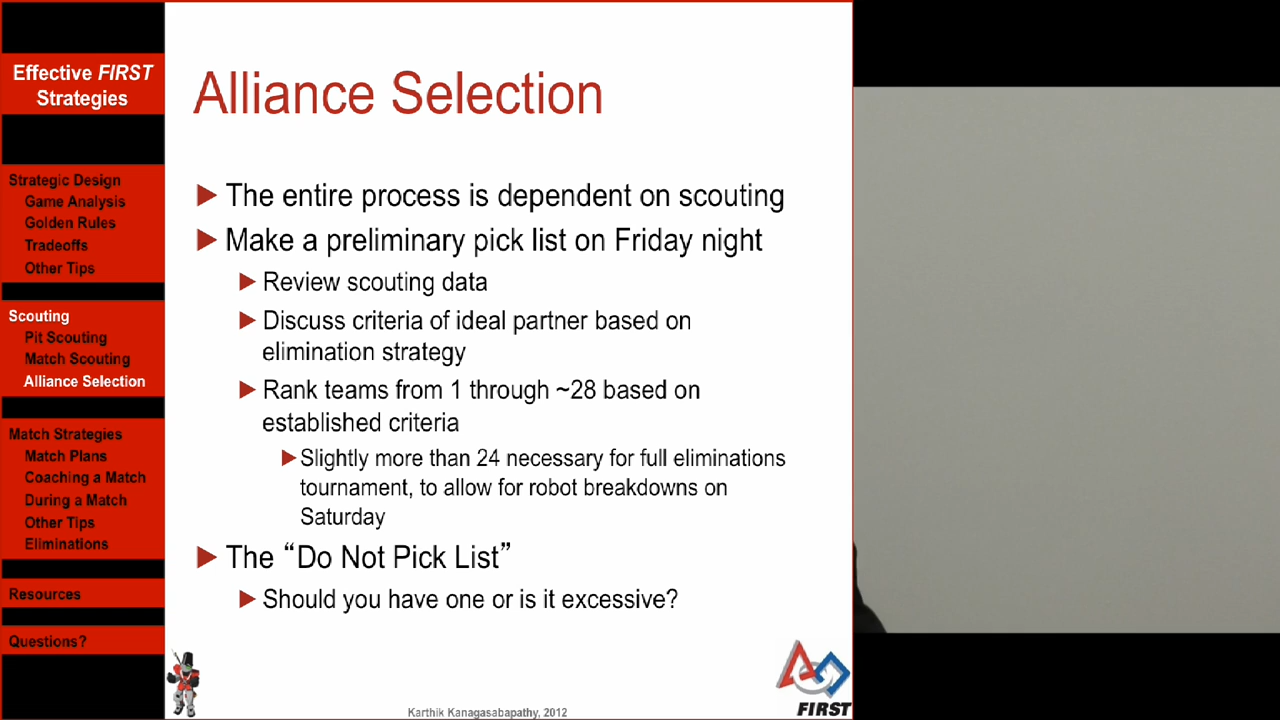 Effective FIRST
Strategies
Strategic Design
Game Analysis
Golden Rules
Tradeoffs
Other Tips
Scouting
Pit Scouting
Match Scouting
Alliance Selection
Match Strategies
Match Plans
Coaching a Match
During a Match
Other Tips
Eliminations
Resources
Questions?
Alliance Selection
The entire process is dependent on scouting
Make a preliminary pick list on Friday night
Review scouting data
Discuss criteria of ideal partner based on
elimination strategy
Rank teams from 1 through ~28 based on
established criteria
Slightly more than 24 necessary for full eliminations
tournament, to allow for robot breakdowns on
Saturday
The “Do Not Pick List”
Should you have one or is it excessive?
Karthik Kanagasabapathy, 2012
FIRST